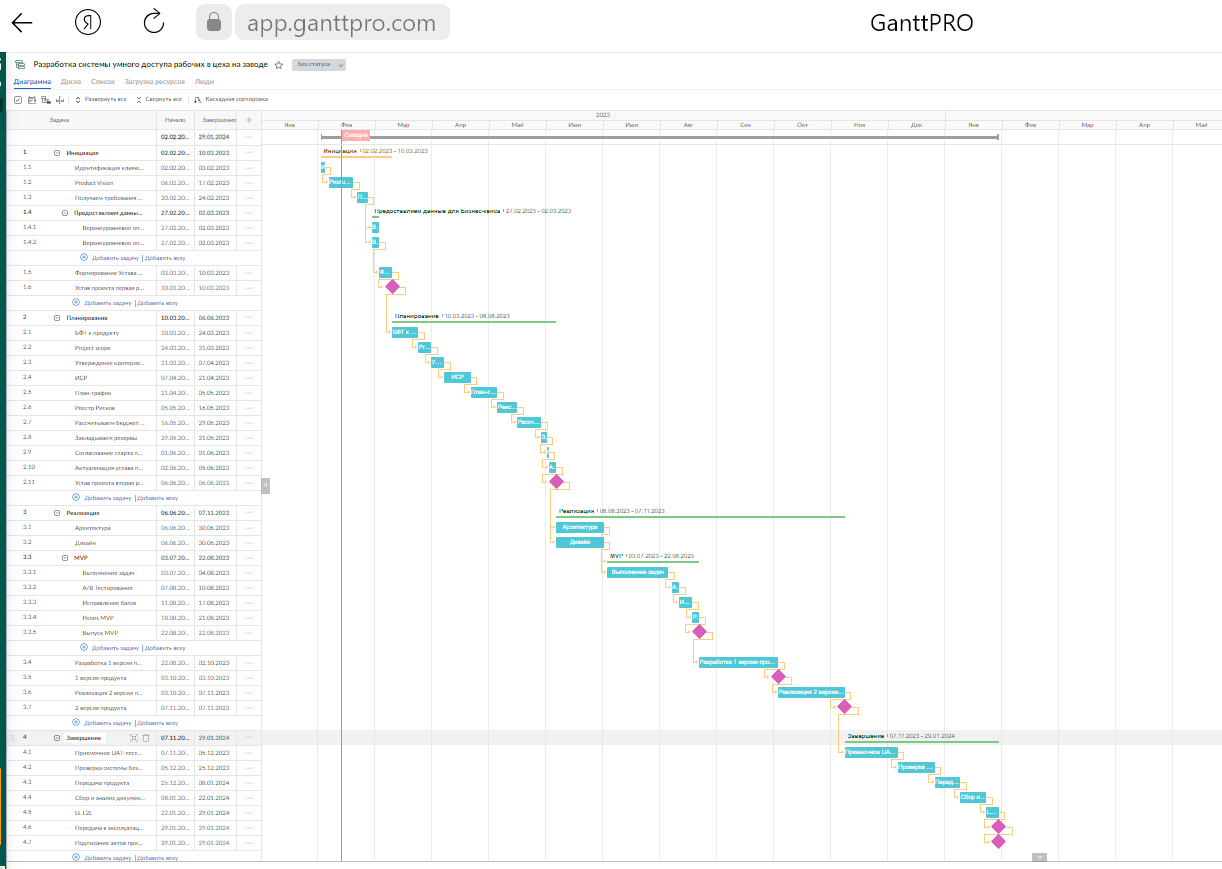 Я app.ganttpro.com GanttPRO
Разработка системы умного доступа рабочих в цеха на заводе Без статуса
Диаграмма Доска Список Загрузка ресурсов Люди
Развернуть все Свернуть все Каскадная сортировка
Задача Начало Завершение 2023
Янв Фев Мар Апр Май Июн Июл Авг Сен Окт Ноя Дек Янв Фев Мар Апр Май
02.02.20... 29.01.2024 Сегодня
1 Инициация 02.02.20... 10.03.2023 Инициация 02.02.2023 - 10.03.2023
1.1 Идентификация ключе... 02.02.20... 03.02.2023
1.2 Product Vision 06.02.20... 17.02.2023
1.3 Получаем требования ... 20.02.20... 24.02.2023
1.4 Предоставляем данны... 27.02.20... 02.03.2023 Предоставляем данные для Бизнес-кейса 27.02.2023 - 02.03.2023
1.4.1 Верхнеуровневое оп... 27.02.20... 02.03.2023
1.4.2 Верхнеуровневое оп... 27.02.20... 02.03.2023
Добавить задачу | Добавить веху
1.5 Формирование Устава ... 03.03.20... 10.03.2023 Ф...
1.6 Устав проекта первая р... 10.03.20... 10.03.2023
Добавить задачу | Добавить веху
2 Планирование 10.03.20... 06.06.2023 Планирование 10.03.2023 - 06.06.2023
2.1 БФТ к продукту 10.03.20... 24.03.2023 БФТ к ...
2.2 Project scope 24.03.20... 31.03.2023 Pr...
2.3 Утверждение критерие... 31.03.20... 07.04.2023
2.4 ИСР 07.04.20... 21.04.2023 ИСР
2.5 План-график 21.04.20... 05.05.2023 План-г...
2.6 Реестр Рисков 05.05.20... 16.05.2023 Реес...
2.7 Рассчитываем бюджет ... 16.05.20... 29.05.2023 Рассч...
2.8 Закладываем резервы 29.05.20... 31.05.2023
2.9 Согласование старта п... 01.06.20... 01.06.2023
2.10 Актуализация устава п... 02.06.20... 05.06.2023
2.11 Устав проекта вторая р... 06.06.20... 06.06.2023
Добавить задачу | Добавить веху
3 Реализация 06.06.20... 07.11.2023 Реализация 06.06.2023 - 07.11.2023
3.1 Архитектура 06.06.20... 30.06.2023 Архитектура
3.2 Дизайн 06.06.20... 30.06.2023 Дизайн
3.3 MVP 03.07.20... 22.08.2023 MVP 03.07.2023 - 22.08.2023
3.3.1 Выполнение задач 03.07.20... 04.08.2023 Выполнение задач
3.3.2 A/B Тестирование 07.08.20... 10.08.2023
3.3.3 Исправление багов 11.08.20... 17.08.2023 И...
3.3.4 Релиз MVP 18.08.20... 21.08.2023
3.3.5 Выпуск MVP 22.08.20... 22.08.2023
Добавить задачу | Добавить веху
3.4 Разработка 1 версии п... 22.08.20... 02.10.2023 Разработка 1 версии про...
3.5 1 версия продукта 03.10.20... 03.10.2023
3.6 Реализация 2 версии п... 03.10.20... 07.11.2023 Реализация 2 версии...
3.7 2 версия продукта 07.11.20... 07.11.2023
Добавить задачу | Добавить веху
4 Завершение 07.11.20... 29.01.2024 Завершение 07.11.2023 - 29.01.2024
4.1 Приемочное UAT-тест... 07.11.20... 05.12.2023 Приемочное UA...
4.2 Проверка системы без... 05.12.20... 25.12.2023 Проверка ...
4.3 Передача продукта 25.12.20... 08.01.2024 Перед...
4.4 Сбор и анализ докумен... 08.01.20... 22.01.2024 Сбор и...
4.5 LL L2L 22.01.20... 29.01.2024
4.6 Передача в эксплуатац... 29.01.20... 29.01.2024
4.7 Подписание актов при... 29.01.20... 29.01.2024
Добавить задачу | Добавить веху